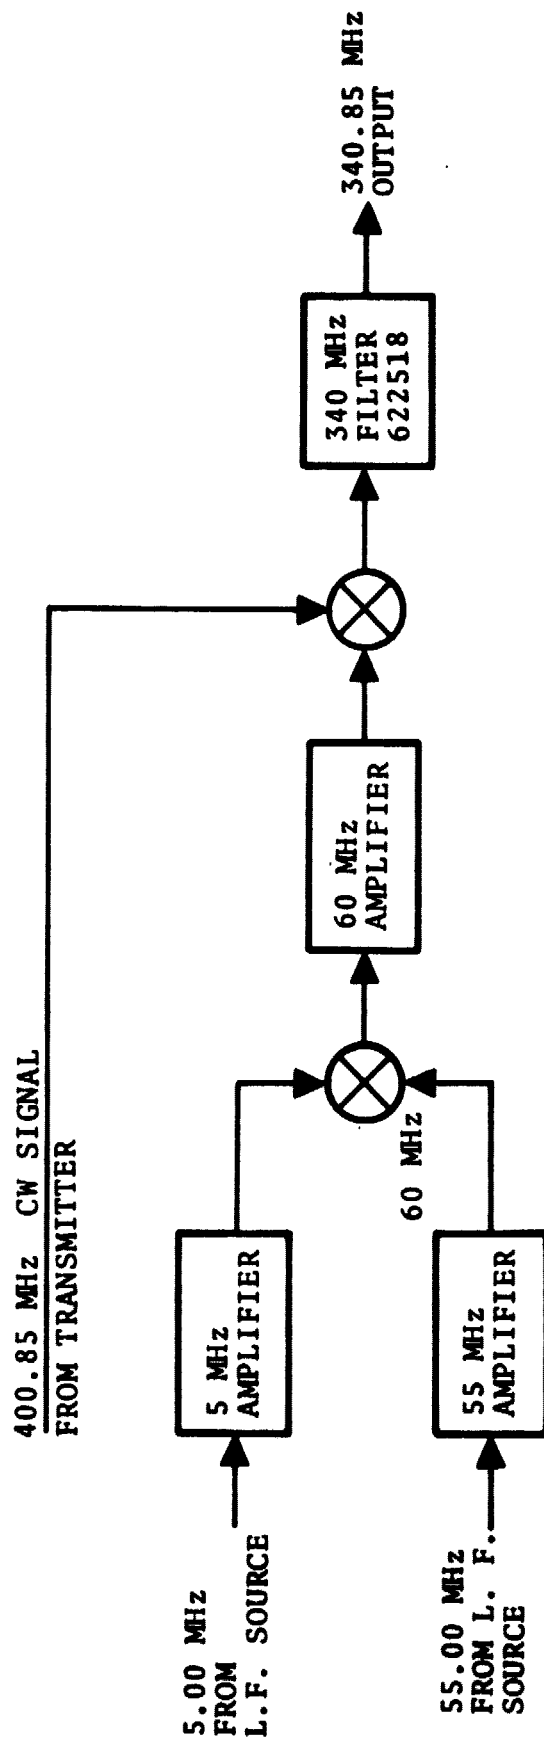 400.85 MHz CW SIGNAL
FROM TRANSMITTER
5.00 MHz
FROM
L.F. SOURCE
5 MHz
AMPLIFIER
55.00 MHz
FROM L. F.
SOURCE
55 MHz
AMPLIFIER
60 MHz
60 MHz
AMPLIFIER
340 MHz
FILTER
622518
340.85 MHz
OUTPUT